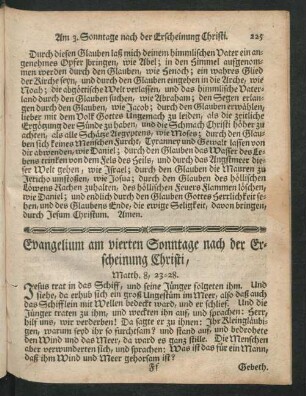 Am 3. Sonntage nach der Erscheinung Christi. 225
Durch diesen Glauben laß mich deinem himmlischen Vater ein an-
genehmes Opfer bringen, wie Abel; in den Himmel aufgenom-
men werden durch den Glauben, wie Henoch; ein wahres Glied
der Kirche seyn, und durch den Glauben eingehen in die Arche, wie
Noah; die abgöttische Welt verlassen, und das himmlische Vater-
land durch den Glauben suchen, wie Abraham; den Segen erlan-
gen durch den Glauben, wie Jacob; durch den Glauben erwählen,
lieber mit dem Volk Gottes Ungemach zu leiden, als die zeitliche
Ergötzung der Sünde zu haben, und die Schmach Christi höher zu
achten, als alle Schätze Aegyptens, wie Moses; durch den Glau-
ben sich keines Menschen Furcht, Tyranney und Gewalt lassen von
dir abwenden, wie Daniel; durch den Glauben das Wasser des Le-
bens trinken von dem Fels des Heils, und durch das Angstmeer die-
ser Welt gehen, wie Israel; durch den Glauben die Mauren zu
Jericho umstoßen, wie Josua; durch den Glauben des höllischen
Löwens Rachen zuhalten, des höllischen Feuers Flammen löschen,
wie Daniel; und endlich durch den Glauben Gottes Herrlichkeit se-
hen, und des Glaubens Ende, die ewige Seligkeit, davon bringen,
durch Jesum Christum. Amen.
Evangelium am vierten Sonntage nach der Er-
scheinung Christi,
Matth. 8, 23-28.
Jesus trat in das Schiff, und seine Jünger folgeten ihm. Und
siehe, da erhub sich ein groß Ungestüm im Meer, also daß auch
das Schifflein mit Wellen bedeckt ward, und er schlief. Und die
Jünger traten zu ihm, und weckten ihn auf, und sprachen: Herr,
hilf uns, wir verderben! Da sagte er zu ihnen: Ihr Kleingläubi-
gen, warum seyd ihr so furchtsam? und stand auf, und bedrohete
den Wind und das Meer, da ward es ganz stille. Die Menschen
aber verwunderten sich, und sprachen: Was ist das für ein Mann,
daß ihm Wind und Meer gehorsam ist?
Ff Gebeth.